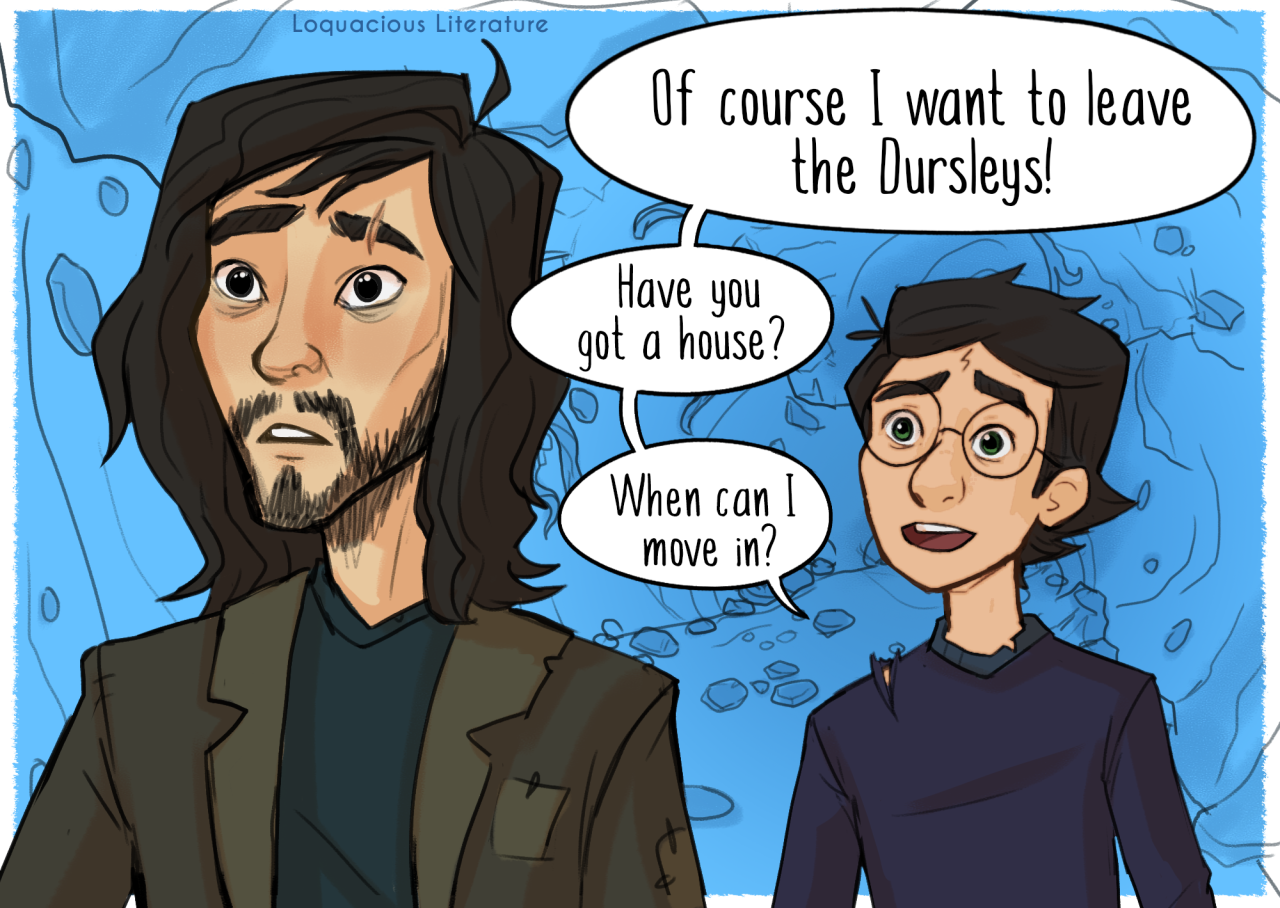 Loquacious Literature
Of course I want to leave
the Dursleys!
Have you
got a house?
When can I
move in?